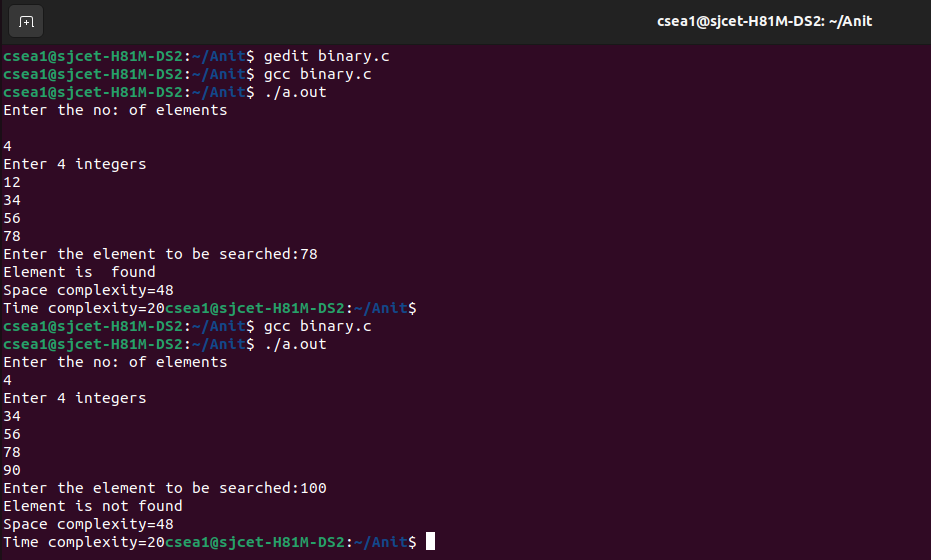 csea1@sjcet-H81M-DS2: ~/Anit
csea1@sjcet-H81M-DS2:~/Anit$ gedit binary.c
csea1@sjcet-H81M-DS2:~/Anit$ gcc binary.c
csea1@sjcet-H81M-DS2:~/Anit$ ./a.out
Enter the no: of elements
4
Enter 4 integers
12
34
56
78
Enter the element to be searched:78
Element is  found
Space complexity=48
Time complexity=20csea1@sjcet-H81M-DS2:~/Anit$
csea1@sjcet-H81M-DS2:~/Anit$ gcc binary.c
csea1@sjcet-H81M-DS2:~/Anit$ ./a.out
Enter the no: of elements
4
Enter 4 integers
34
56
78
90
Enter the element to be searched:100
Element is not found
Space complexity=48
Time complexity=20csea1@sjcet-H81M-DS2:~/Anit$